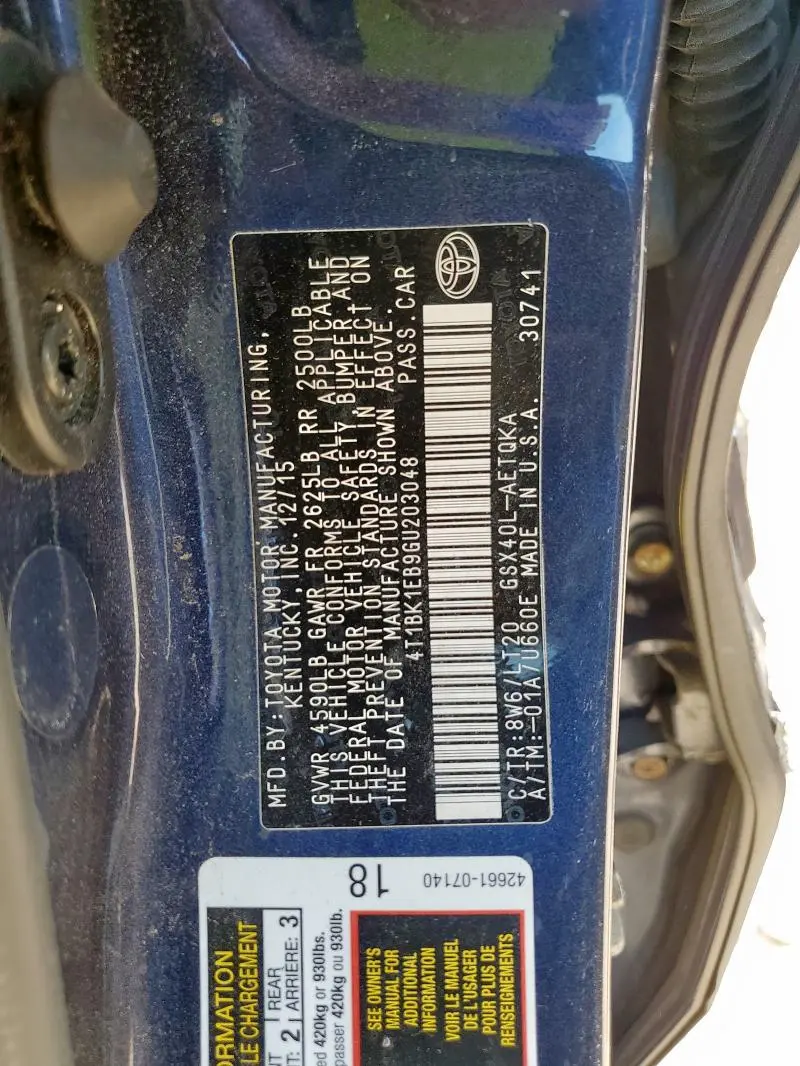 MFD.BY:TOYOTA MOTOR MANUFACTURING,
KENTUCKY,INC.12/15
GVWR 4590LB GAWR FR 2625LB RR 2500LB
THIS VEHICLE CONFORMS TO ALL APPLICABLE
FEDERAL MOTOR VEHICLE SAFETY, BUMPER,AND
THEFT PREVENTION STANDARDS IN EFFECT ON
THE DATE OF MANUFACTURE SHOWN ABOVE.
4T1BK1EB9GU203048 PASS.CAR
C/TR:8W6/LT20 GSX40L-AETQKA
A/TM:-01A/U660E MADE IN U.S.A. 30741
18
42661-07140
LE CHARGEMENT
2
REAR
ARRIÈRE: 3
420kg or 930lbs.
420kg ou 930lb.
SEE OWNER'S
MANUAL FOR
ADDITIONAL
INFORMATION
VOIR LE MANUEL
DE L'USAGER
POUR PLUS DE
RENSEIGNEMENTS